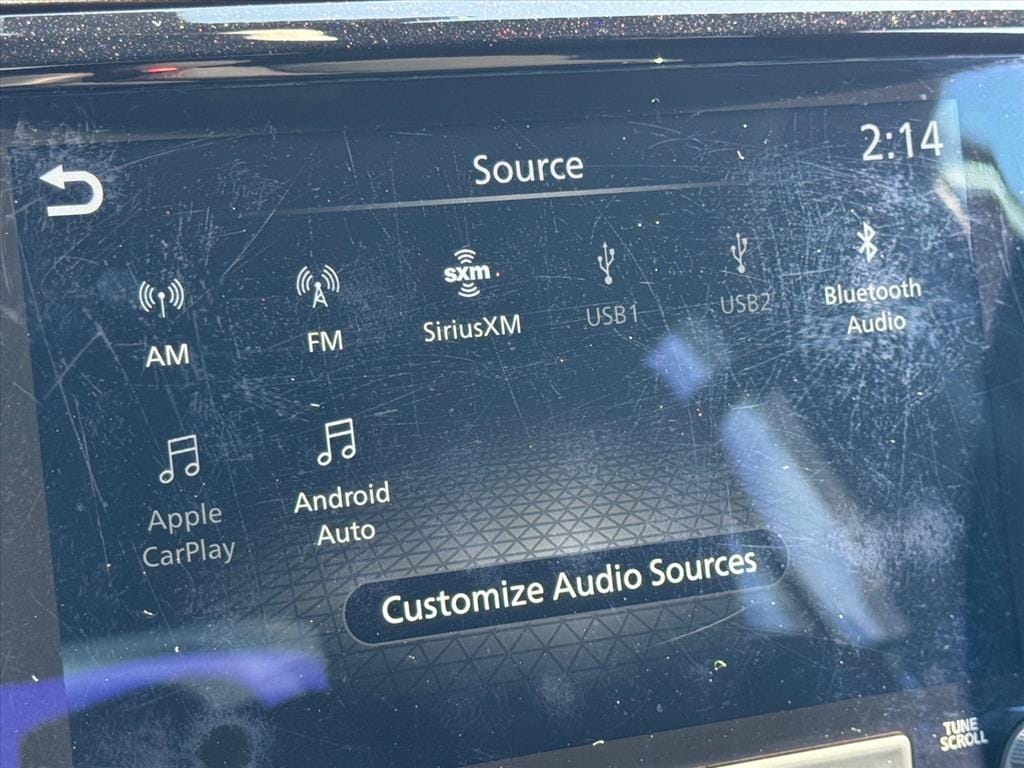 Source
2:14
sxm
AM
FM
SiriusXM
USB1
USB2
Bluetooth
Audio
Apple
CarPlay
Android
Auto
Customize Audio Sources
TUNE
SCROLL